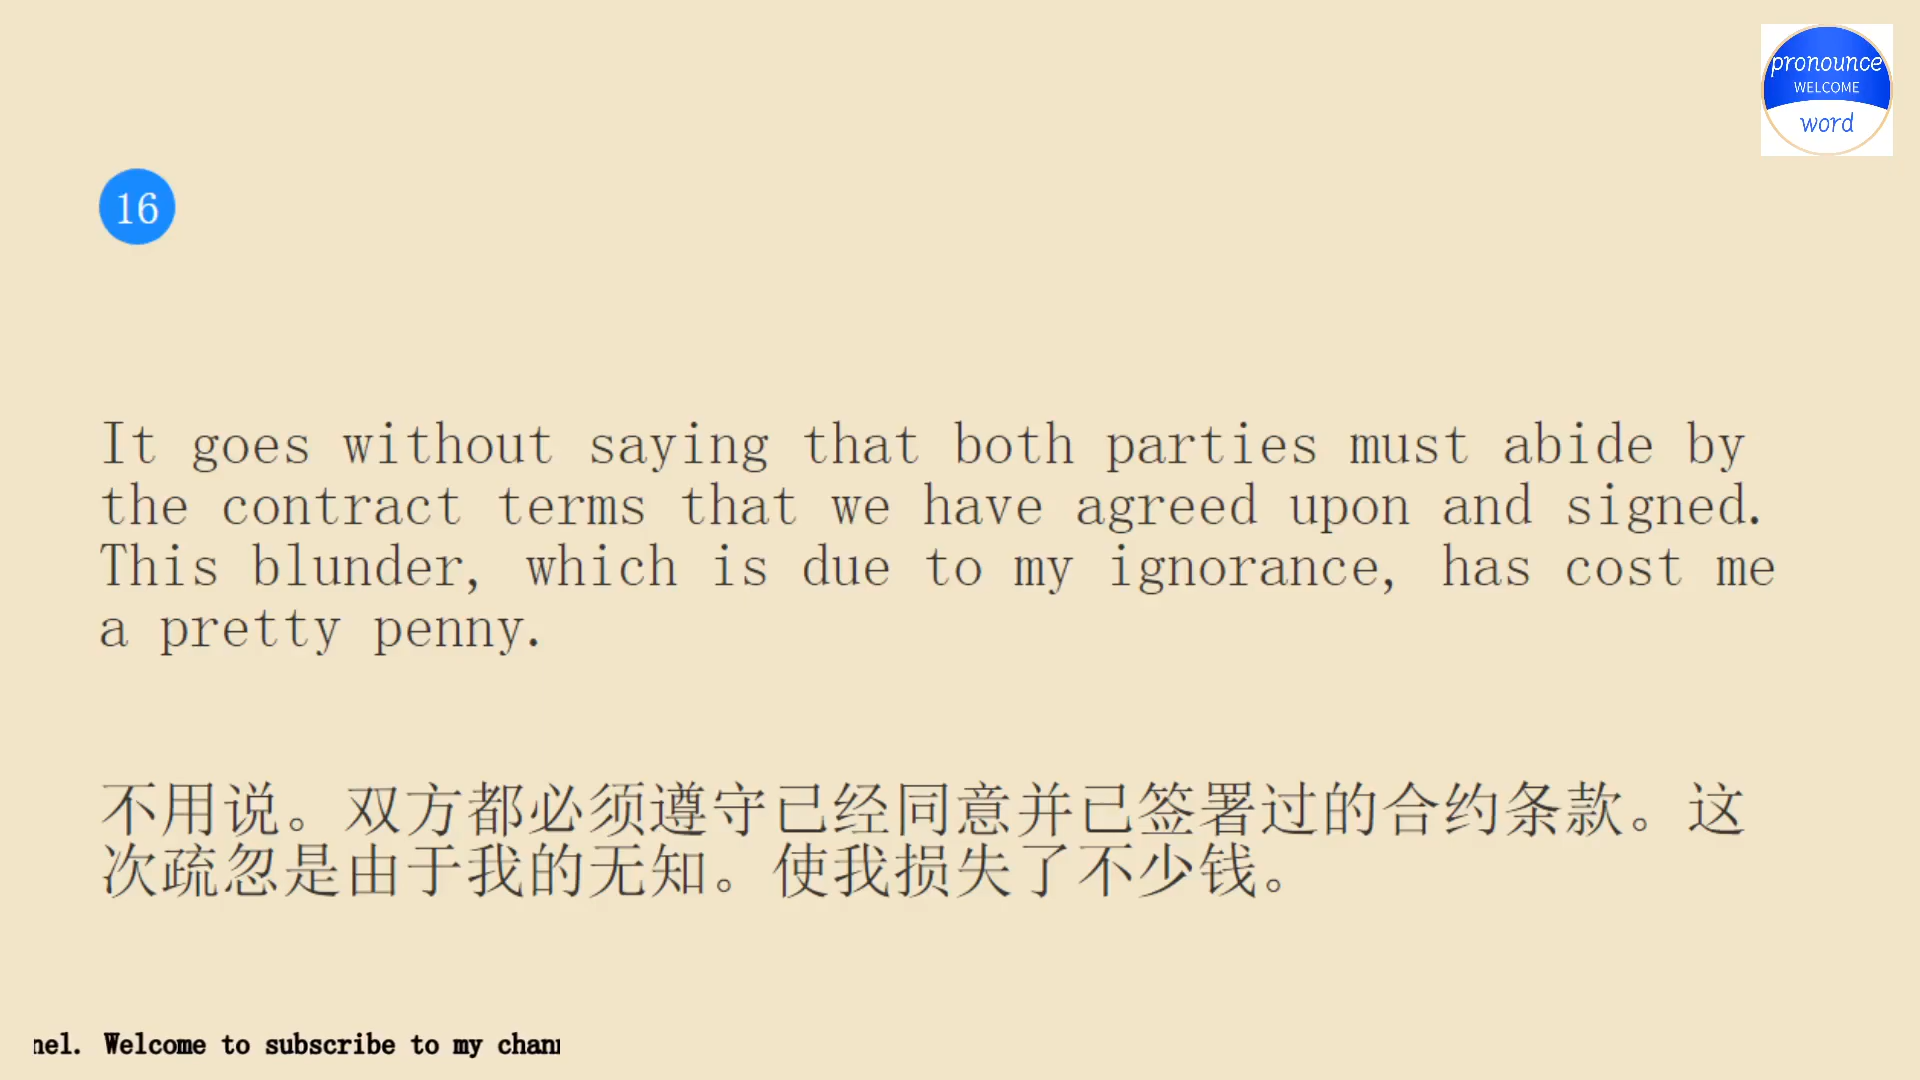 pronounce
WELCOME
word
16
It goes without saying that both parties must abide by
the contract terms that we have agreed upon and signed.
This blunder, which is due to my ignorance, has cost me
a pretty penny.
不用说。双方都必须遵守已经同意并已签署过的合约条款。这
次疏忽是由于我的无知。使我损失了不少钱。
nel. Welcome to subscribe to my chan